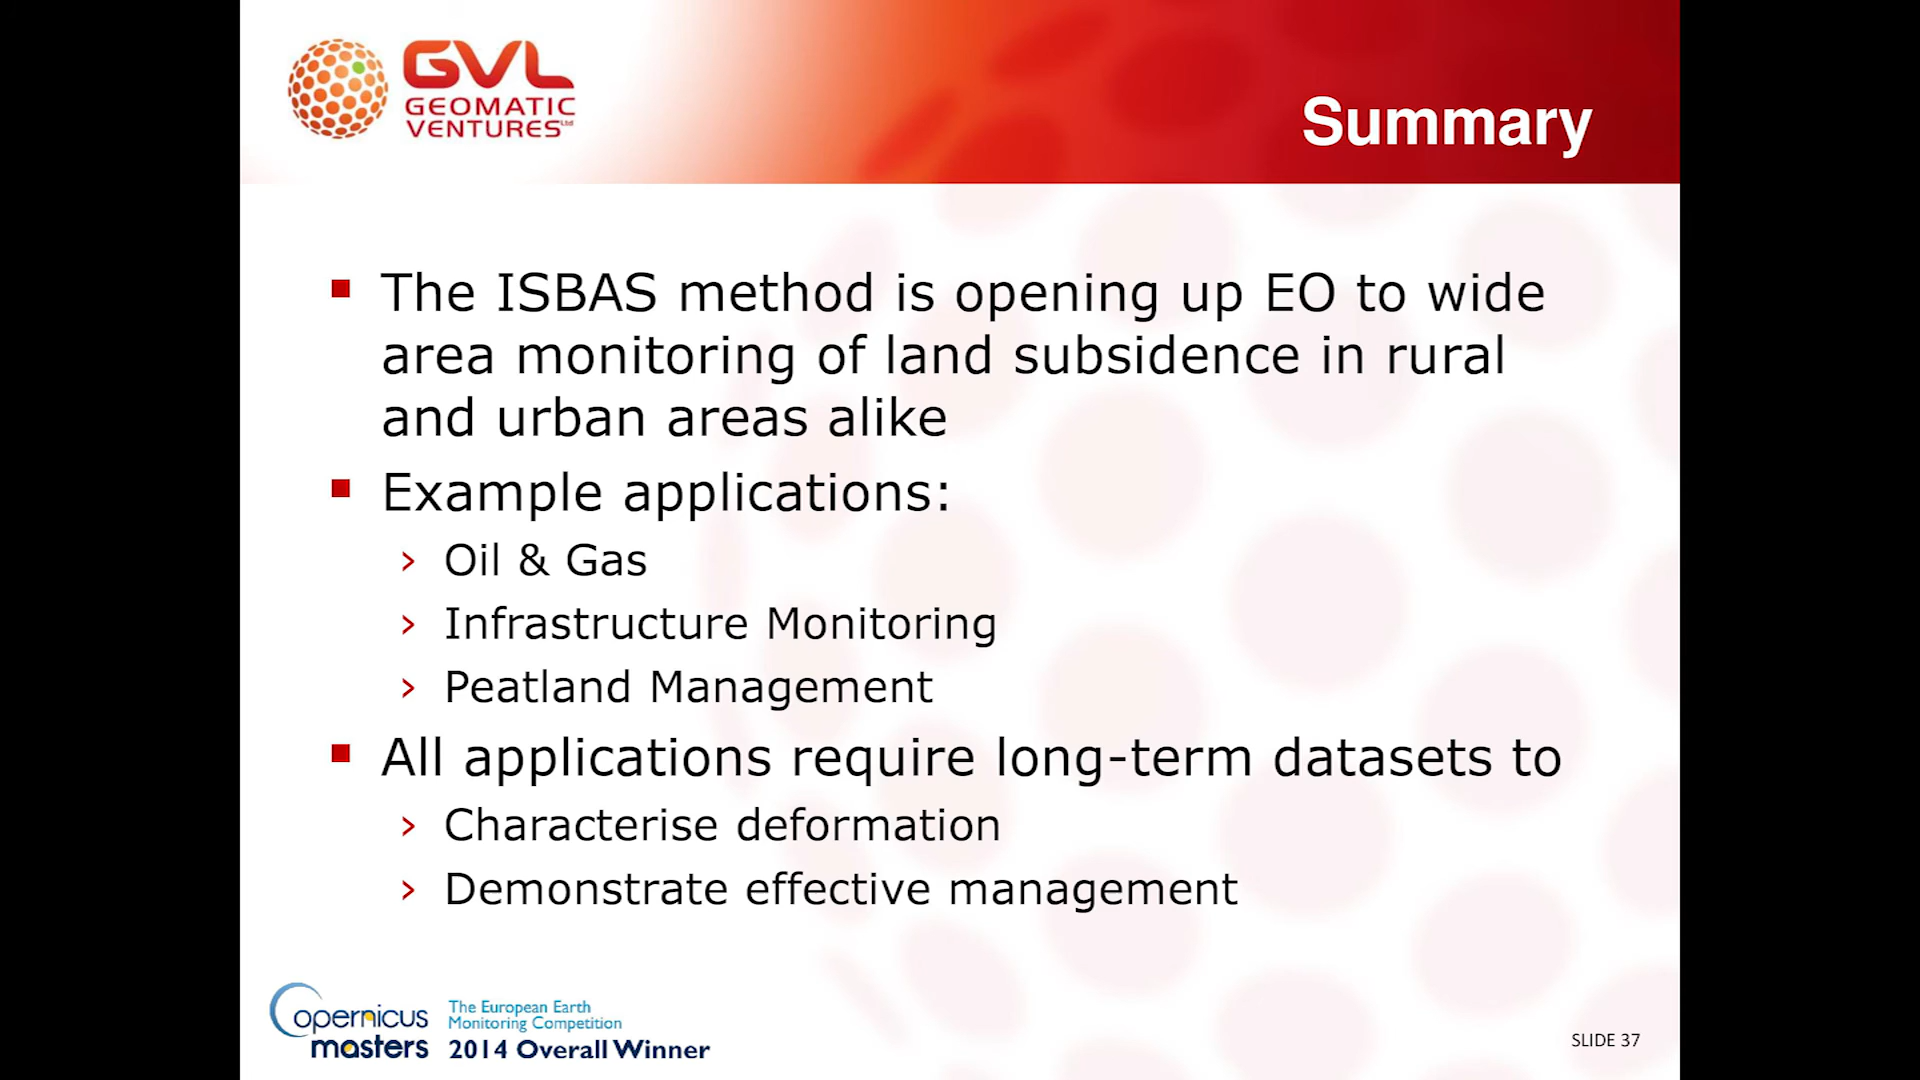 GVL
GEOMATIC
VENTURES Ltd
Summary
The ISBAS method is opening up EO to wide
area monitoring of land subsidence in rural
and urban areas alike
Example applications:
› Oil & Gas
› Infrastructure Monitoring
› Peatland Management
All applications require long-term datasets to
› Characterise deformation
› Demonstrate effective management
Copernicus
masters
The European Earth
Monitoring Competition
2014 Overall Winner
SLIDE 37